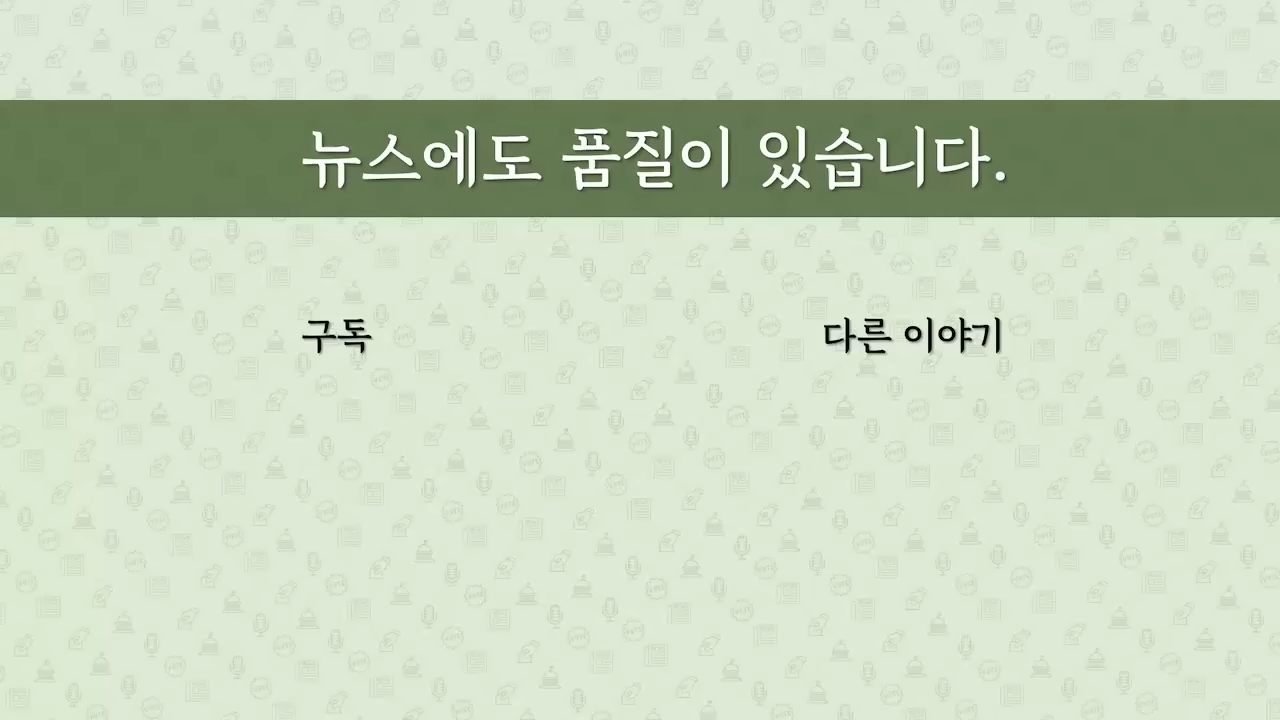 뉴스에도 품질이 있습니다.
구독
다른 이야기